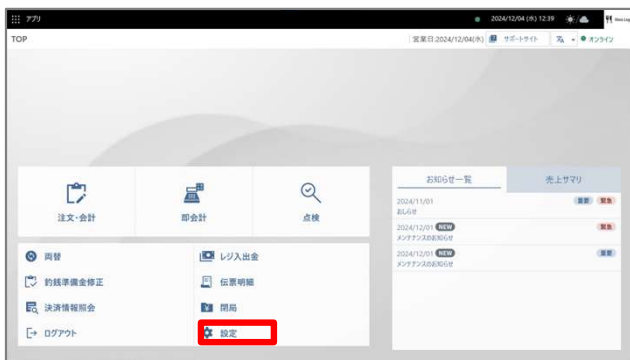 アプリ
2024/12/04 (水) 12:39
TOP
営業日:2024/12/04(水)
サポートサイト
オンライン
注文・会計
即会計
点検
両替
レジ入出金
釣銭準備金修正
伝票明細
決済情報照会
閉局
ログアウト
設定
お知らせ一覧
売上サマリ
2024/11/01
重要
緊急
おしらせ
2024/12/01 NEW
緊急
メンテナンスのお知らせ
2024/12/01 NEW
重要
メンテナンスのお知らせ